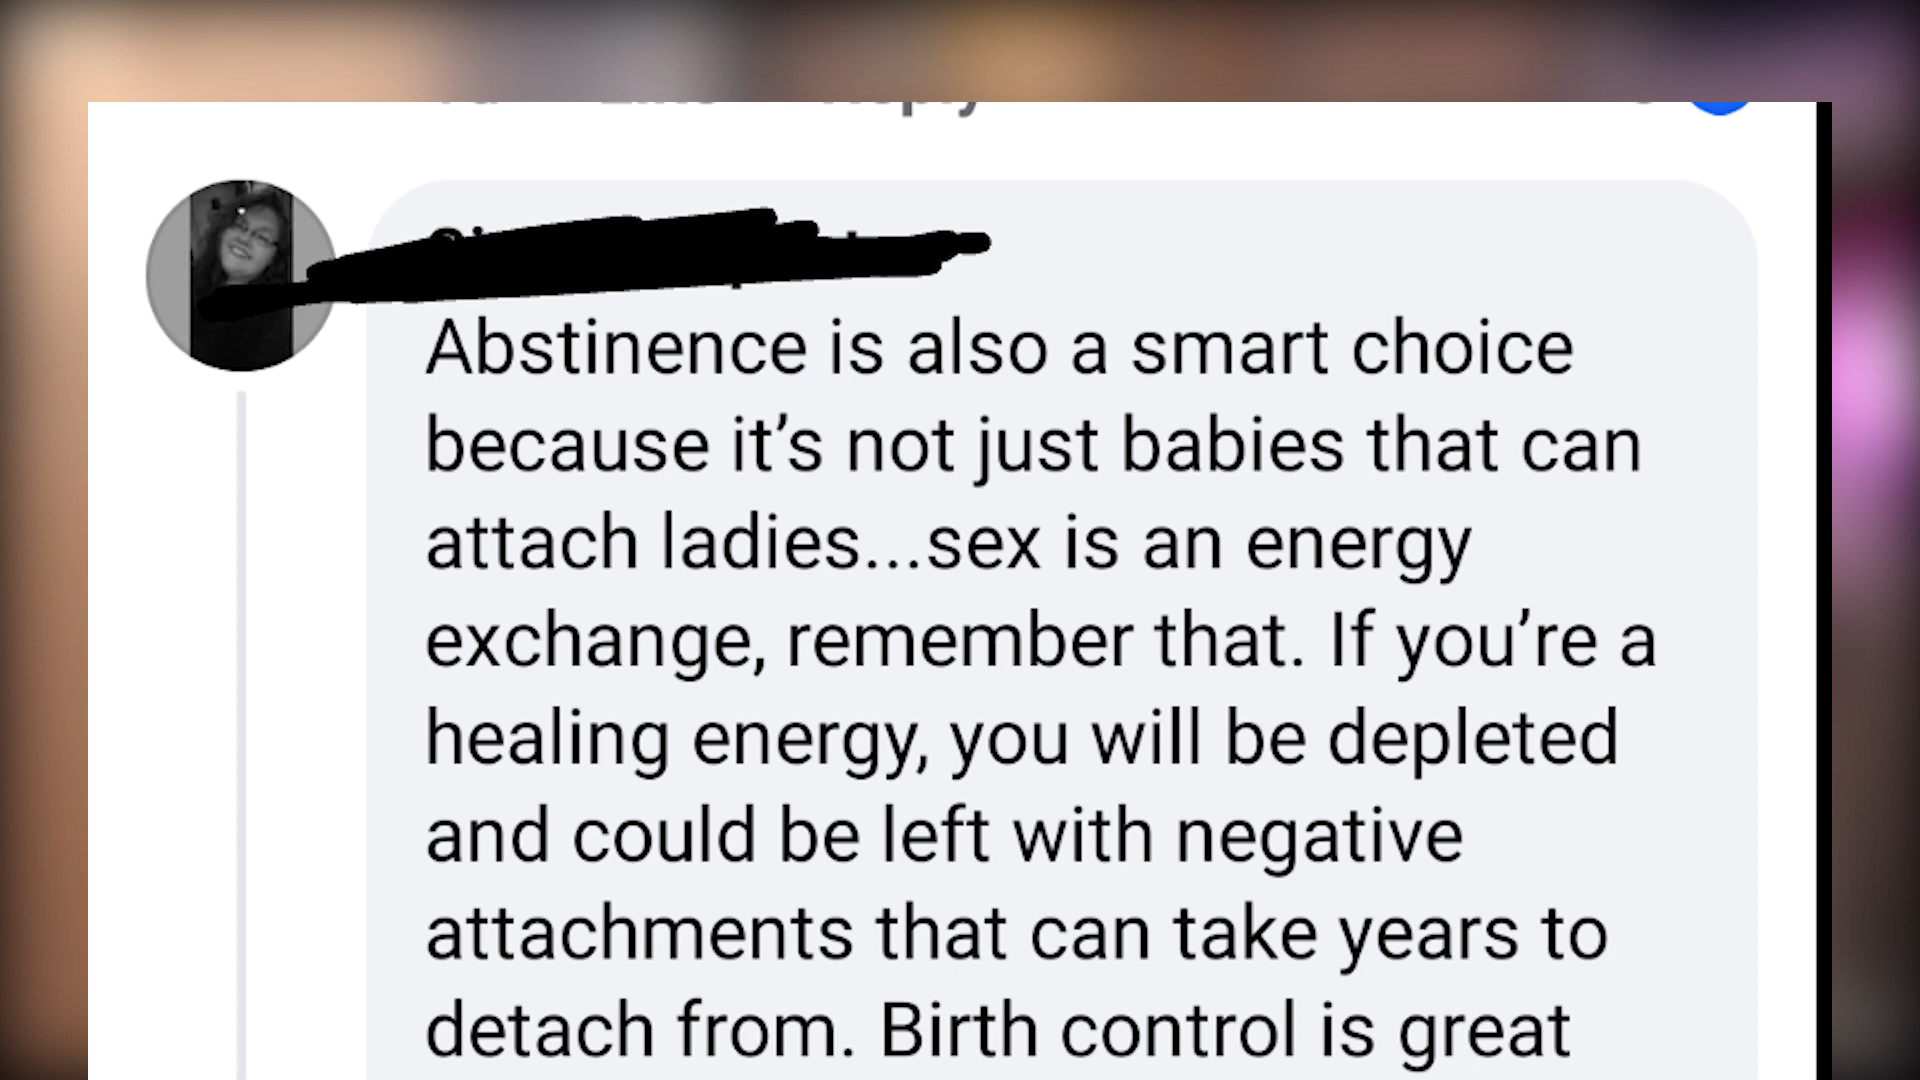 Abstinence is also a smart choice
because it’s not just babies that can
attach ladies...sex is an energy
exchange, remember that. If you’re a
healing energy, you will be depleted
and could be left with negative
attachments that can take years to
detach from. Birth control is great